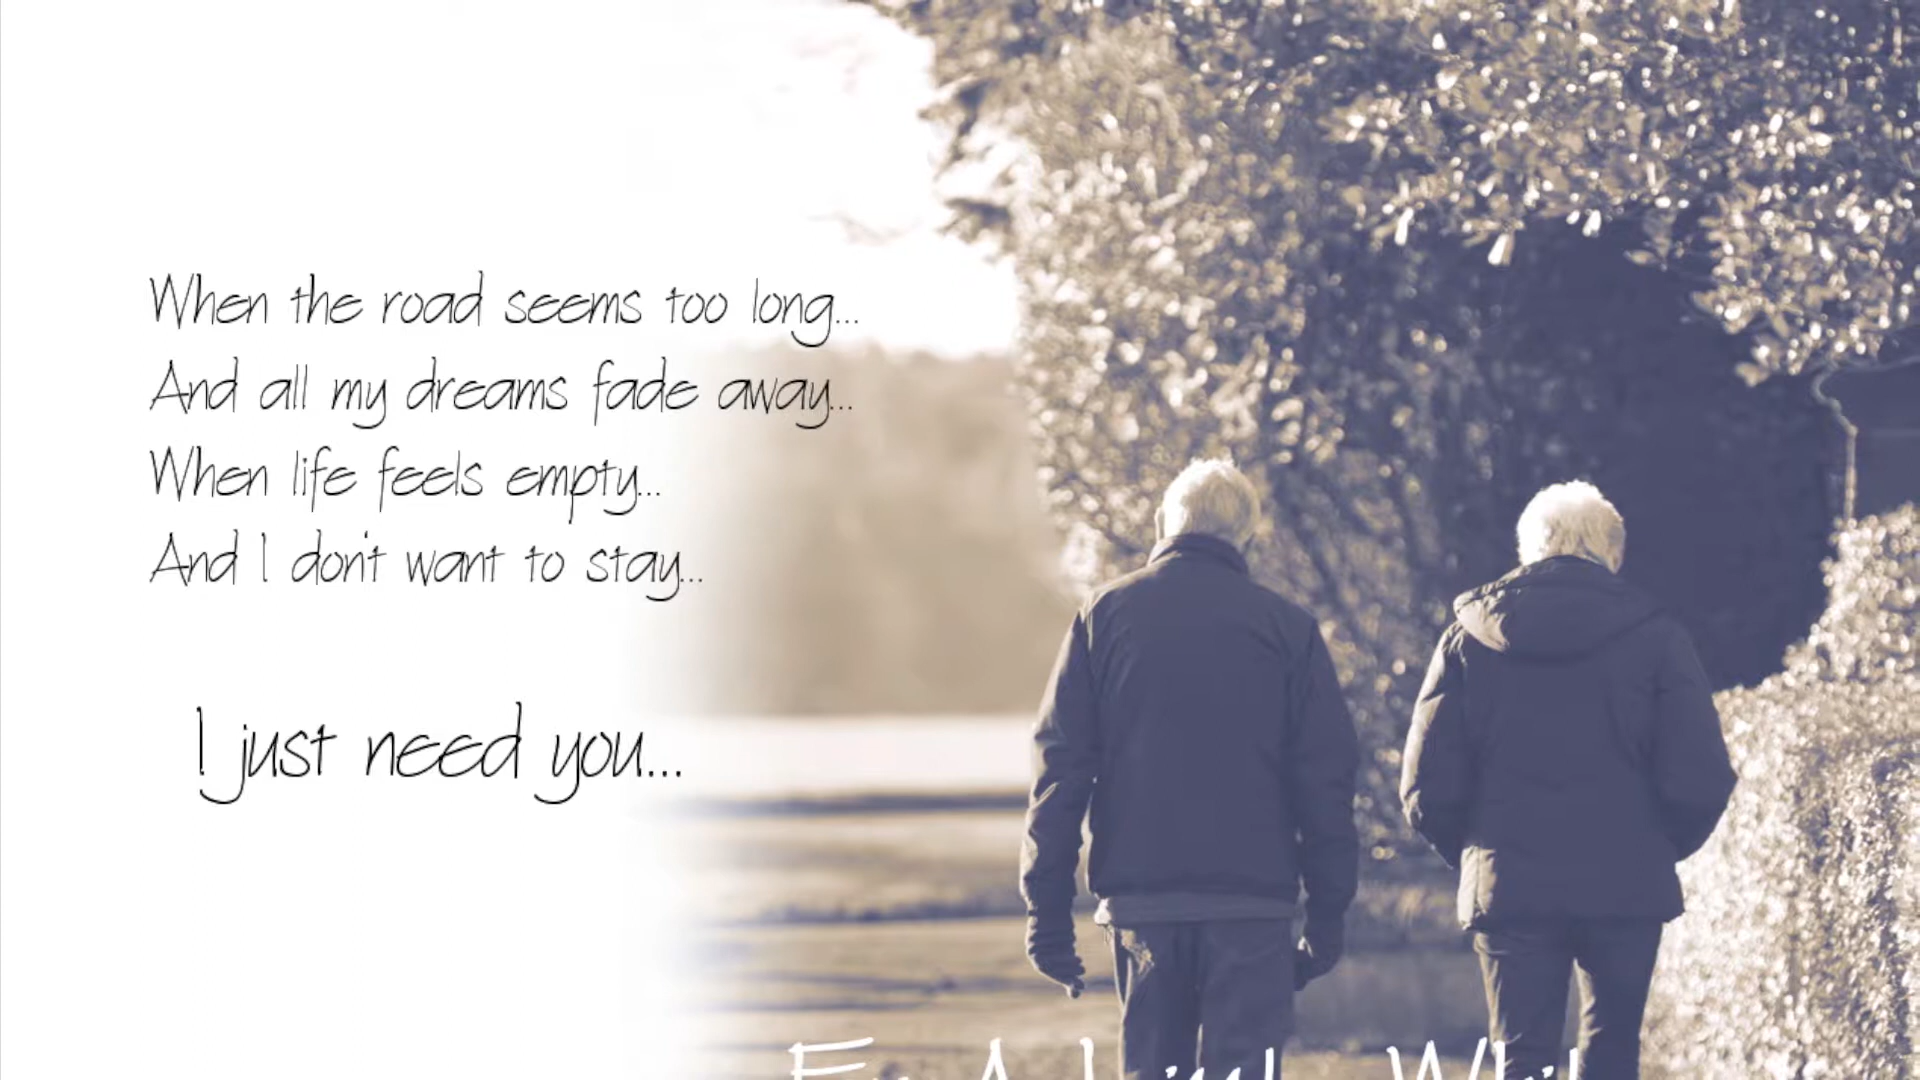 When the road seems too long...
And all my dreams fade away...
When life feels empty...
And I don't want to stay...
I just need you...